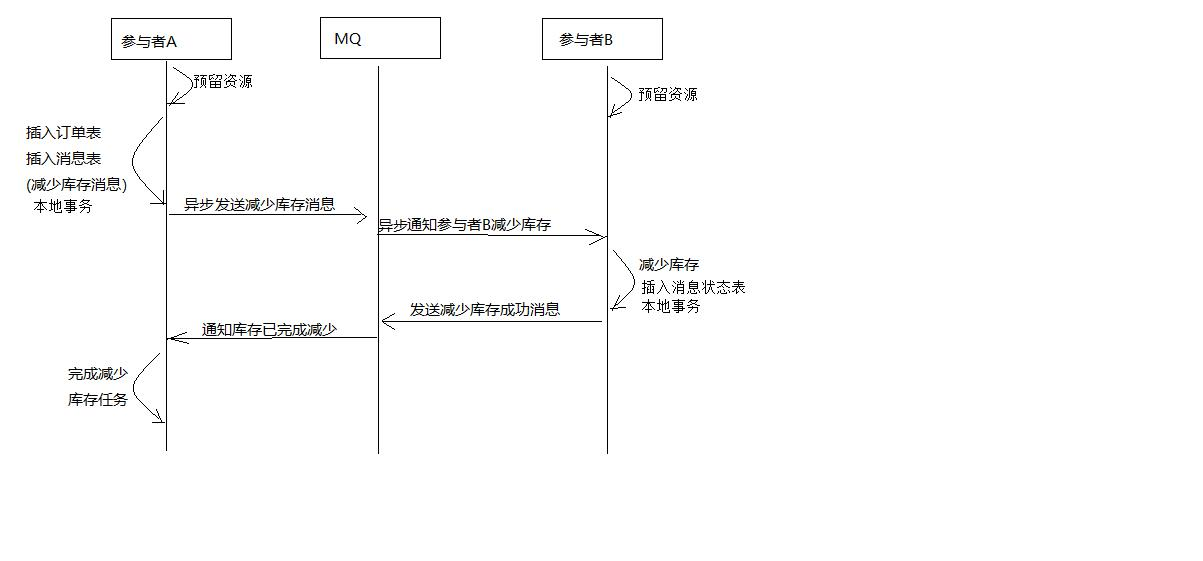 参与者A
MQ
参与者B
预留资源
预留资源
插入订单表
插入消息表
(减少库存消息)
本地事务
异步发送减少库存消息
异步通知参与者B减少库存
减少库存
插入消息状态表
本地事务
发送减少库存成功消息
通知库存已完成减少
完成减少
库存任务